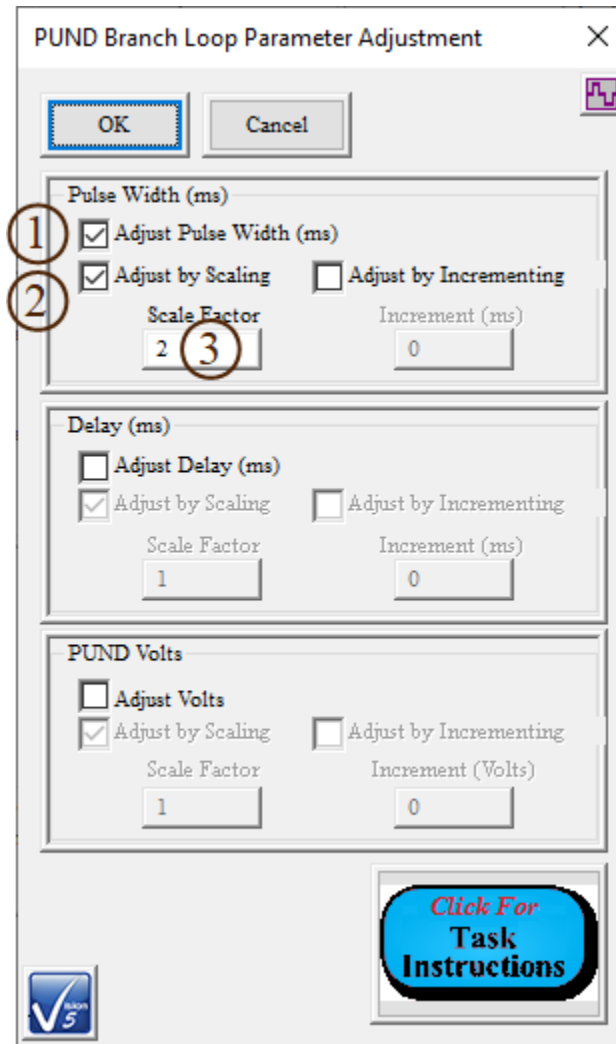 PUND Branch Loop Parameter Adjustment
OK Cancel
Pulse Width (ms)
1 Adjust Pulse Width (ms)
2 Adjust by Scaling Adjust by Incrementing
Scale Factor Increment (ms)
2 3 0
Delay (ms)
Adjust Delay (ms)
Adjust by Scaling Adjust by Incrementing
Scale Factor Increment (ms)
1 0
PUND Volts
Adjust Volts
Adjust by Scaling Adjust by Incrementing
Scale Factor Increment (Volts)
1 0
Click For
Task
Instructions
Vision
5